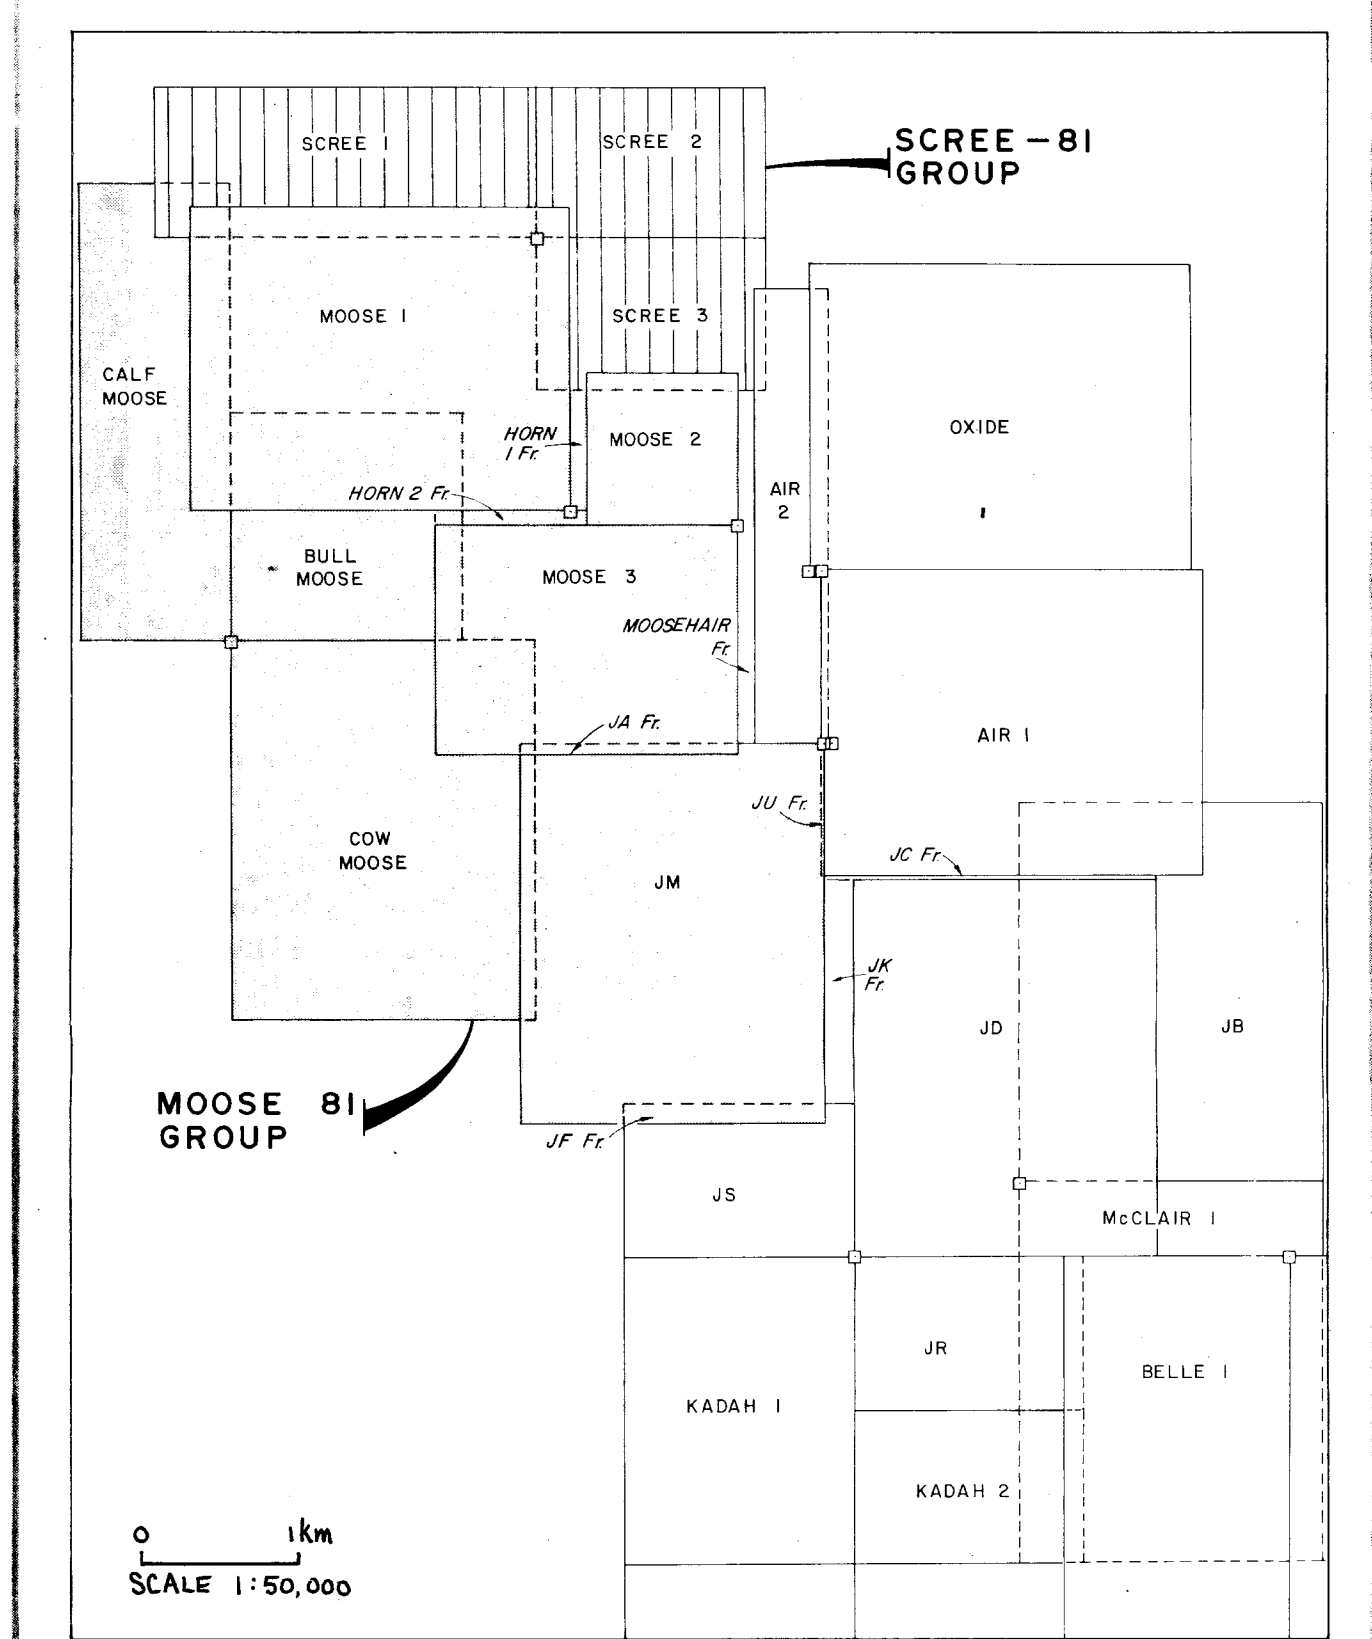 SCREE 1
SCREE 2
SCREE-81
GROUP
MOOSE 1
SCREE 3
CALF
MOOSE
OXIDE
HORN
1 Fr.
MOOSE 2
HORN 2 Fr.
AIR
2
BULL
MOOSE
MOOSE 3
MOOSEHAIR
Fr.
JA Fr.
AIR 1
JU Fr.
COW
MOOSE
JC Fr.
JM
JK
Fr.
JD
JB
MOOSE 81
GROUP
JF Fr.
JS
McCLAIR 1
JR
BELLE 1
KADAH 1
KADAH 2
0 1km
SCALE 1:50,000